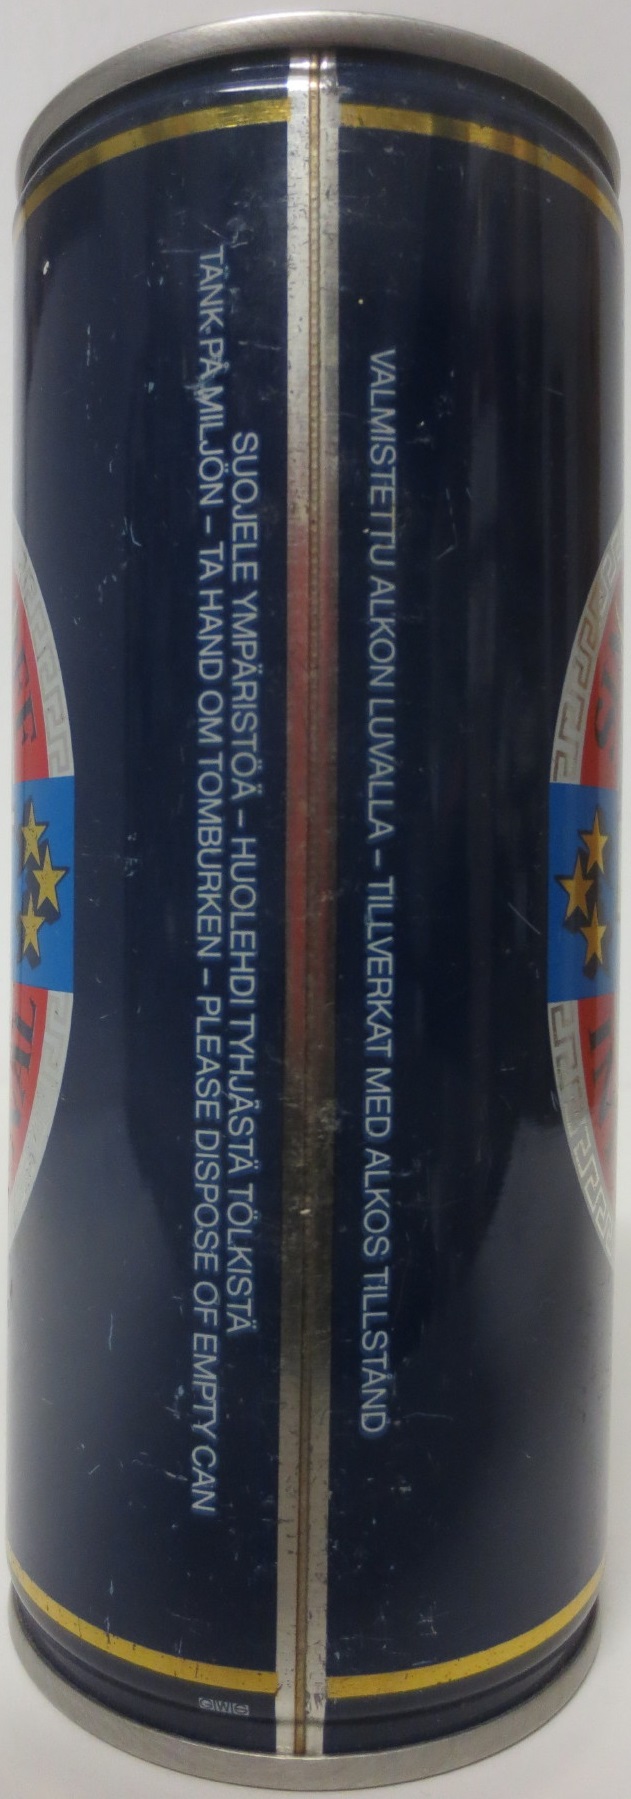 VALMISTETTU ALKON LUVALLA – TILLVERKAT MED ALKOS TILLSTÅND
SUOJELE YMPÄRISTÖÄ – HUOLEHDI TYHJÄSTÄ TÖLKISTÄ
TÄNK PÅ MILJÖN – TA HAND OM TOMBURKEN – PLEASE DISPOSE OF EMPTY CAN
GWS